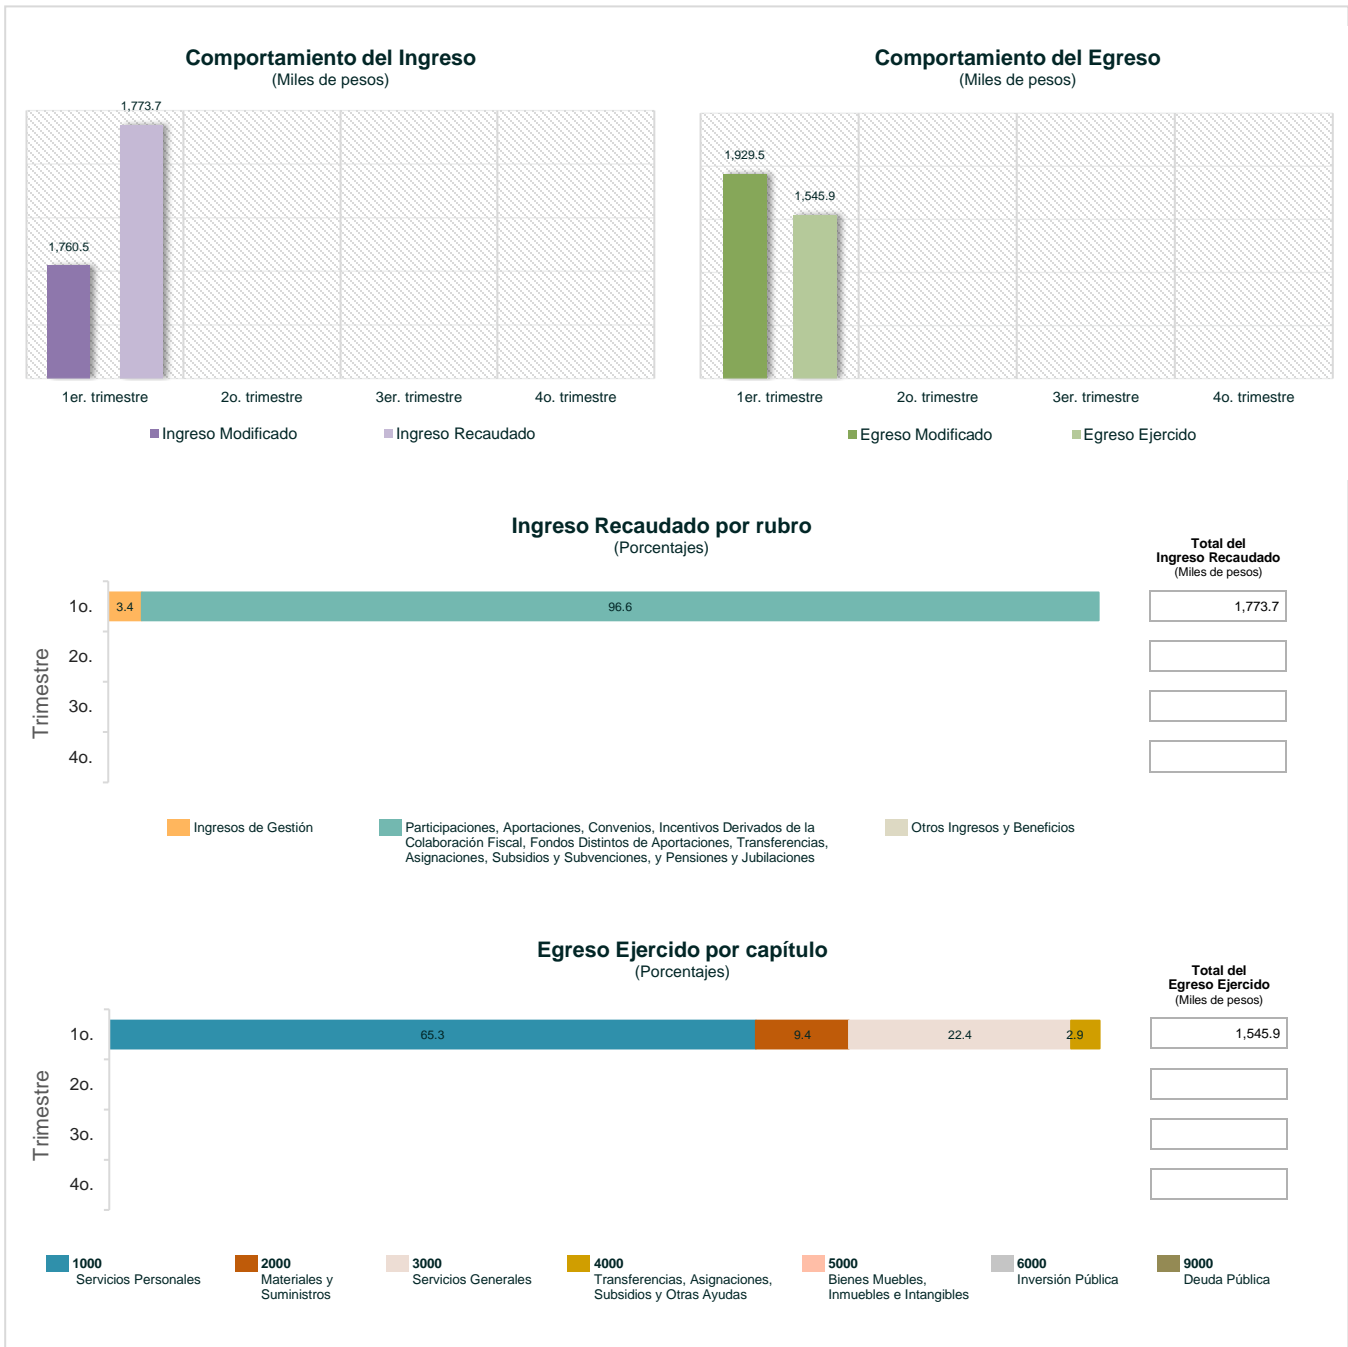 Comportamiento del Ingreso
(Miles de pesos)
1,773.7
1,760.5
1er. trimestre
2o. trimestre
3er. trimestre
4o. trimestre
Ingreso Modificado
Ingreso Recaudado
Comportamiento del Egreso
(Miles de pesos)
1,929.5
1,545.9
1er. trimestre
2o. trimestre
3er. trimestre
4o. trimestre
Egreso Modificado
Egreso Ejercido
Ingreso Recaudado por rubro
(Porcentajes)
Total del
Ingreso Recaudado
(Miles de pesos)
Trimestre
1o.
3.4
96.6
1,773.7
2o.
3o.
4o.
Ingresos de Gestión
Participaciones, Aportaciones, Convenios, Incentivos Derivados de la
Colaboración Fiscal, Fondos Distintos de Aportaciones, Transferencias,
Asignaciones, Subsidios y Subvenciones, y Pensiones y Jubilaciones
Otros Ingresos y Beneficios
Egreso Ejercido por capítulo
(Porcentajes)
Total del
Egreso Ejercido
(Miles de pesos)
Trimestre
1o.
65.3
9.4
22.4
2.9
1,545.9
2o.
3o.
4o.
1000
Servicios Personales
2000
Materiales y
Suministros
3000
Servicios Generales
4000
Transferencias, Asignaciones,
Subsidios y Otras Ayudas
5000
Bienes Muebles,
Inmuebles e Intangibles
6000
Inversión Pública
9000
Deuda Pública